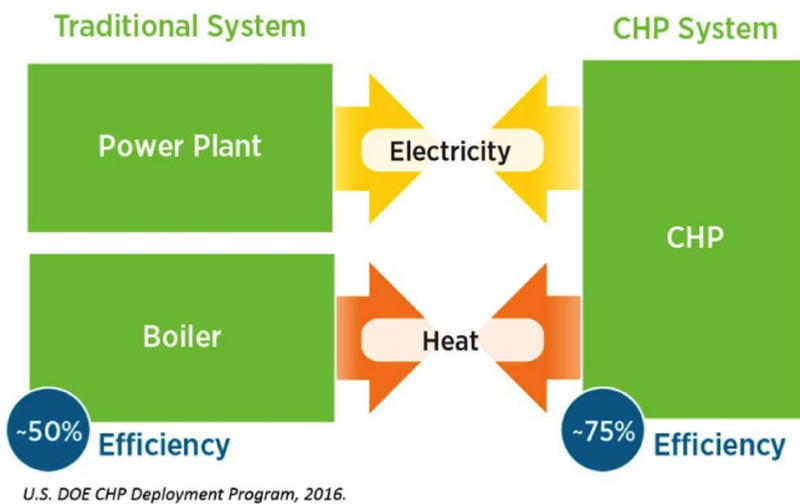 Traditional System
CHP System
Power Plant
Electricity
CHP
Boiler
Heat
~50%
Efficiency
~75%
Efficiency
U.S. DOE CHP Deployment Program, 2016.